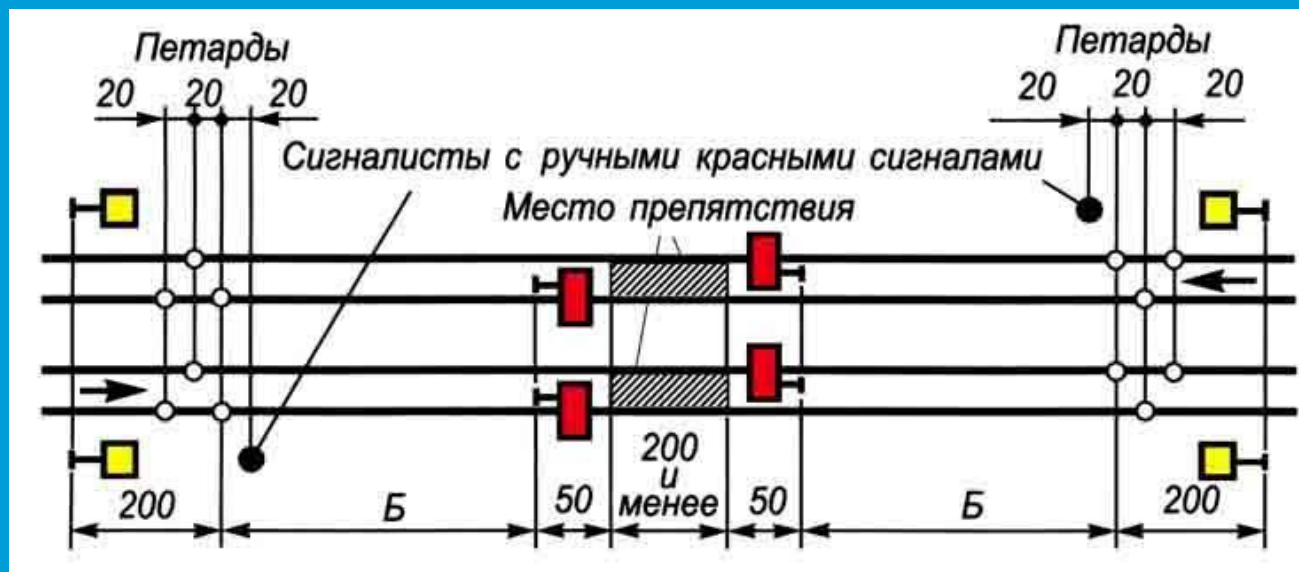 Петарды
Петарды
20 20 20
20 20 20
Сигналисты с ручными красными сигналами
Место препятствия
200 Б 50 200 и менее 50 Б 200